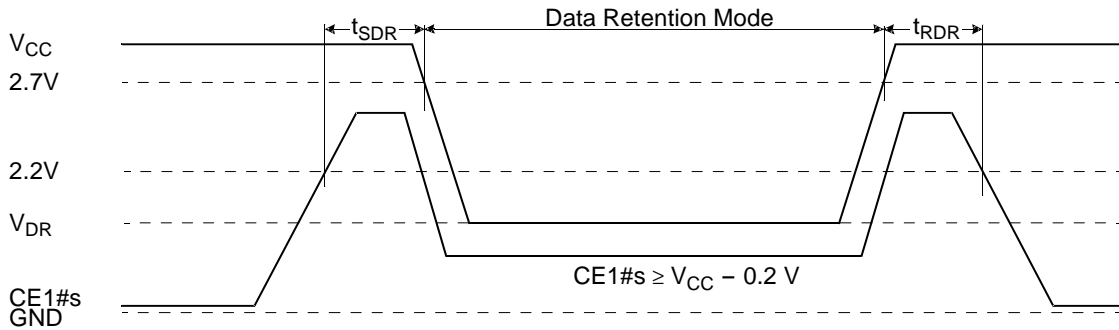 Data Retention Mode
tSDR
tRDR
VCC
2.7V
2.2V
VDR
CE1#s ≥ VCC − 0.2 V
CE1#s
GND